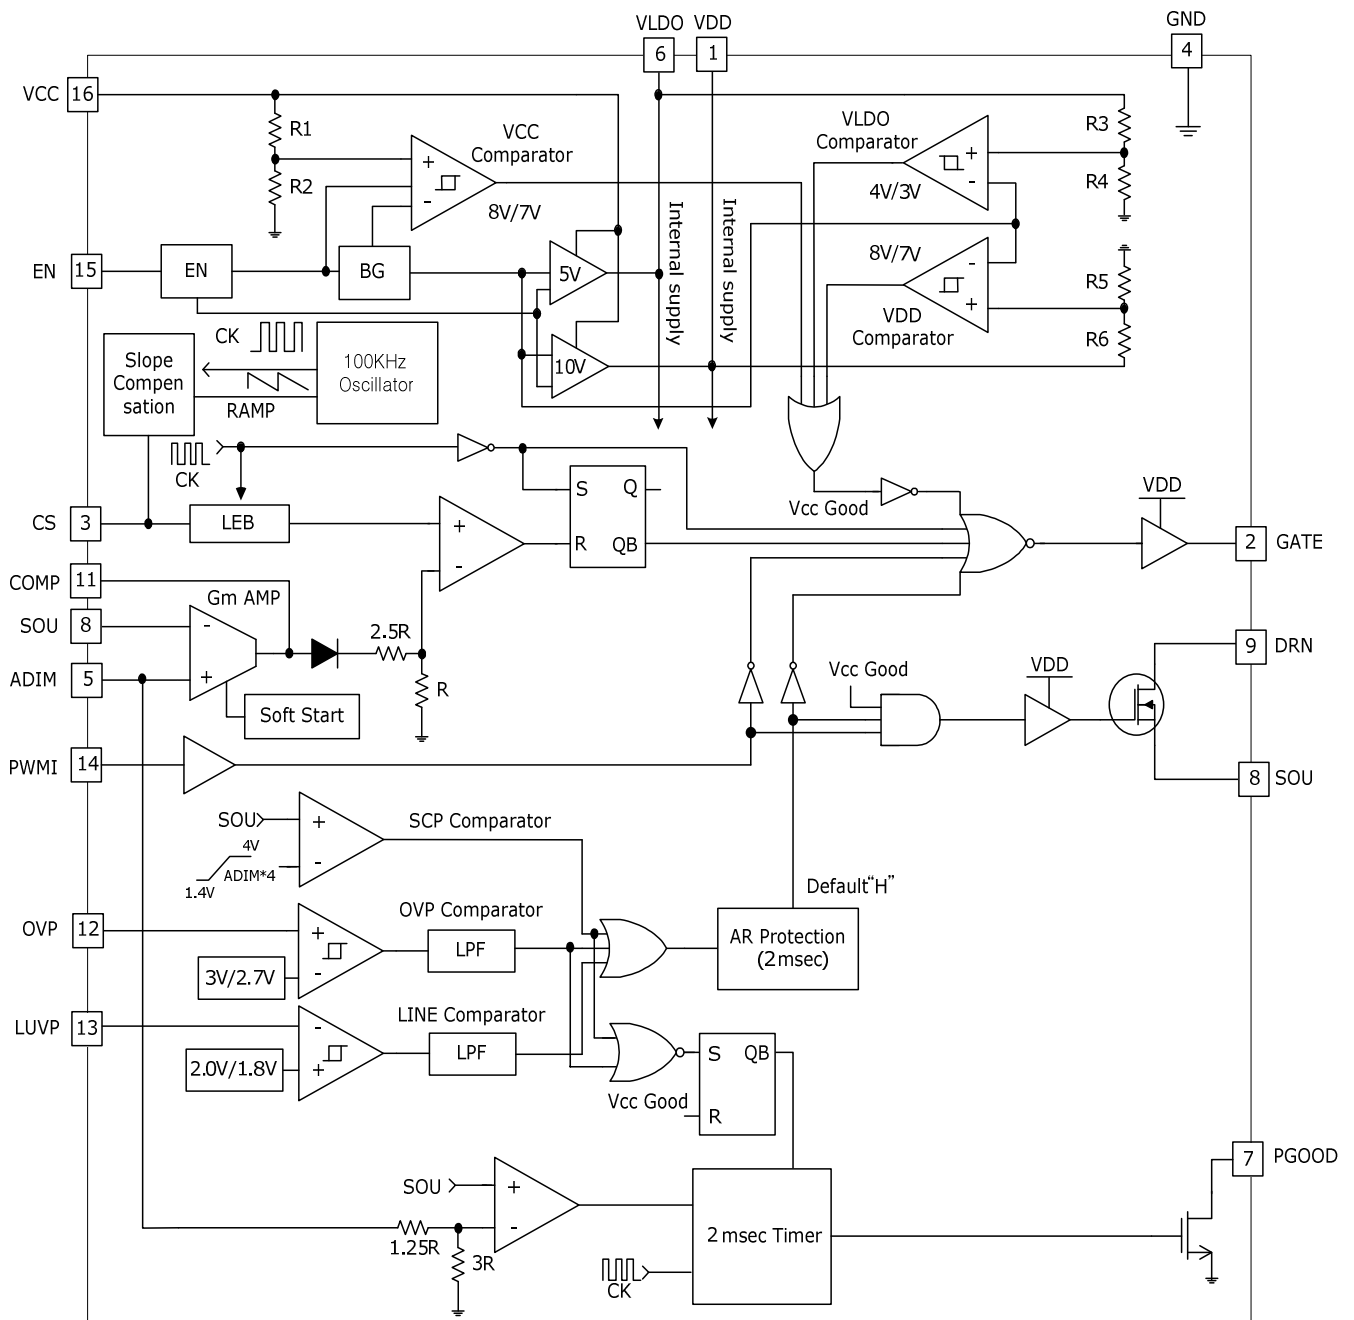 VLDO VDD
6 1
GND
4
VCC 16
R1
R2
VCC
Comparator
+
-
8V/7V
VLDO
Comparator
+
-
4V/3V
R3
R4
Internal supply
Internal supply
EN 15
EN
BG
5V
10V
8V/7V
-
+
VDD
Comparator
R5
R6
CK
Slope
Compen
sation
RAMP
100KHz
Oscillator
CK
S Q
R QB
Vcc Good
VDD
CS 3
LEB
+
-
2 GATE
COMP 11
Gm AMP
SOU 8
-
ADIM 5
+
2.5R
R
Soft Start
9 DRN
Vcc Good
VDD
PWMI 14
8 SOU
SOU
+
-
SCP Comparator
4V
1.4V
ADIM*4
Default“H”
OVP 12
+
-
OVP Comparator
LPF
3V/2.7V
AR Protection
(2msec)
LUVP 13
-
+
LINE Comparator
LPF
2.0V/1.8V
S QB
R
Vcc Good
7 PGOOD
SOU
+
-
1.25R
3R
2msec Timer
CK